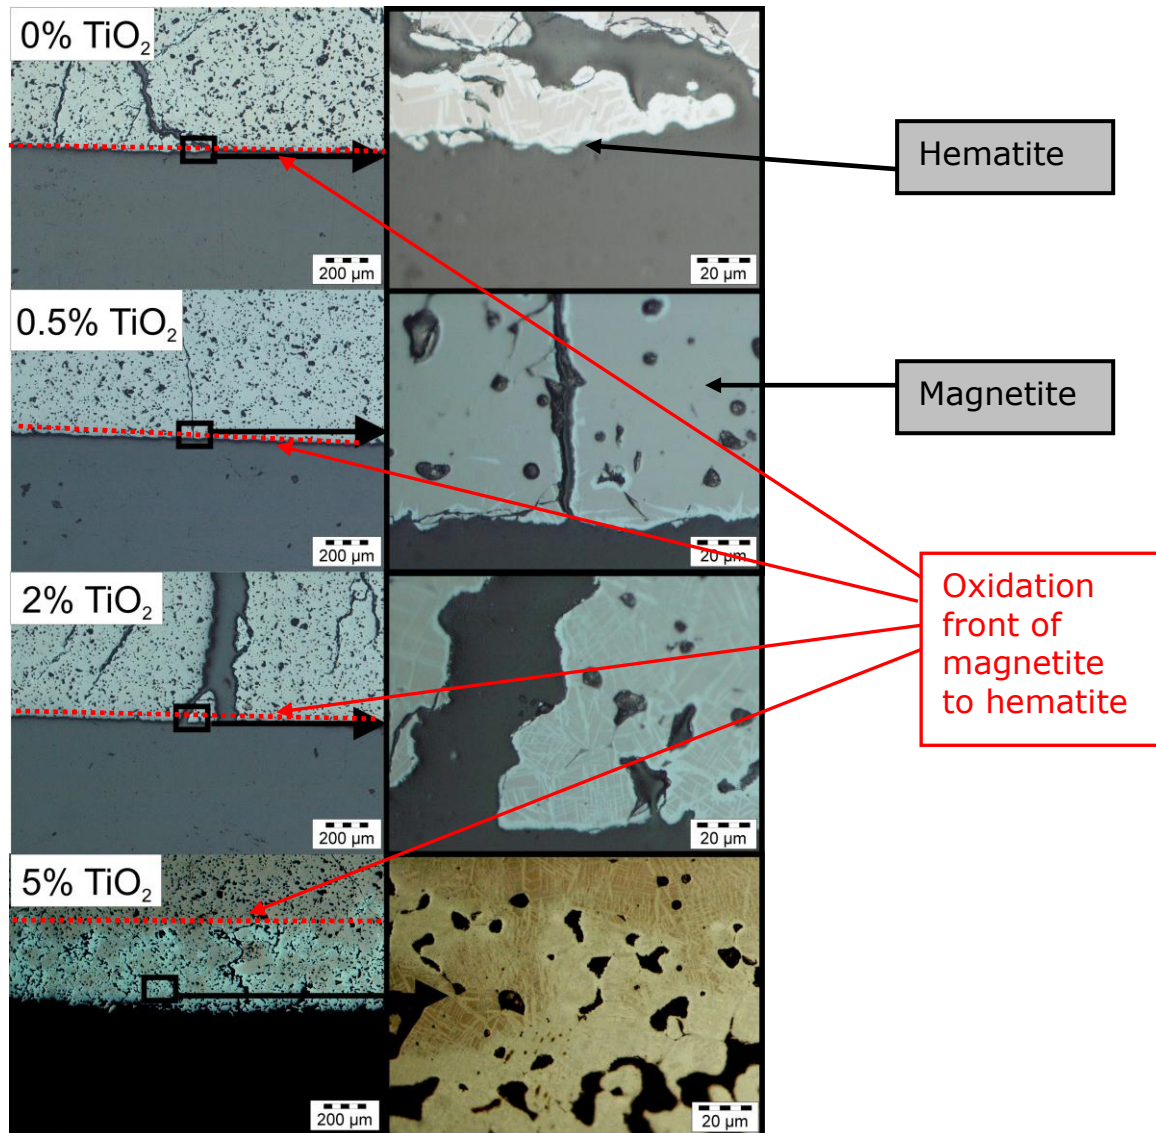 0% TiO₂
200 µm
20 µm
Hematite
0.5% TiO₂
200 µm
20 µm
Magnetite
2% TiO₂
200 µm
20 µm
Oxidation
front of
magnetite
to hematite
5% TiO₂
200 µm
20 µm